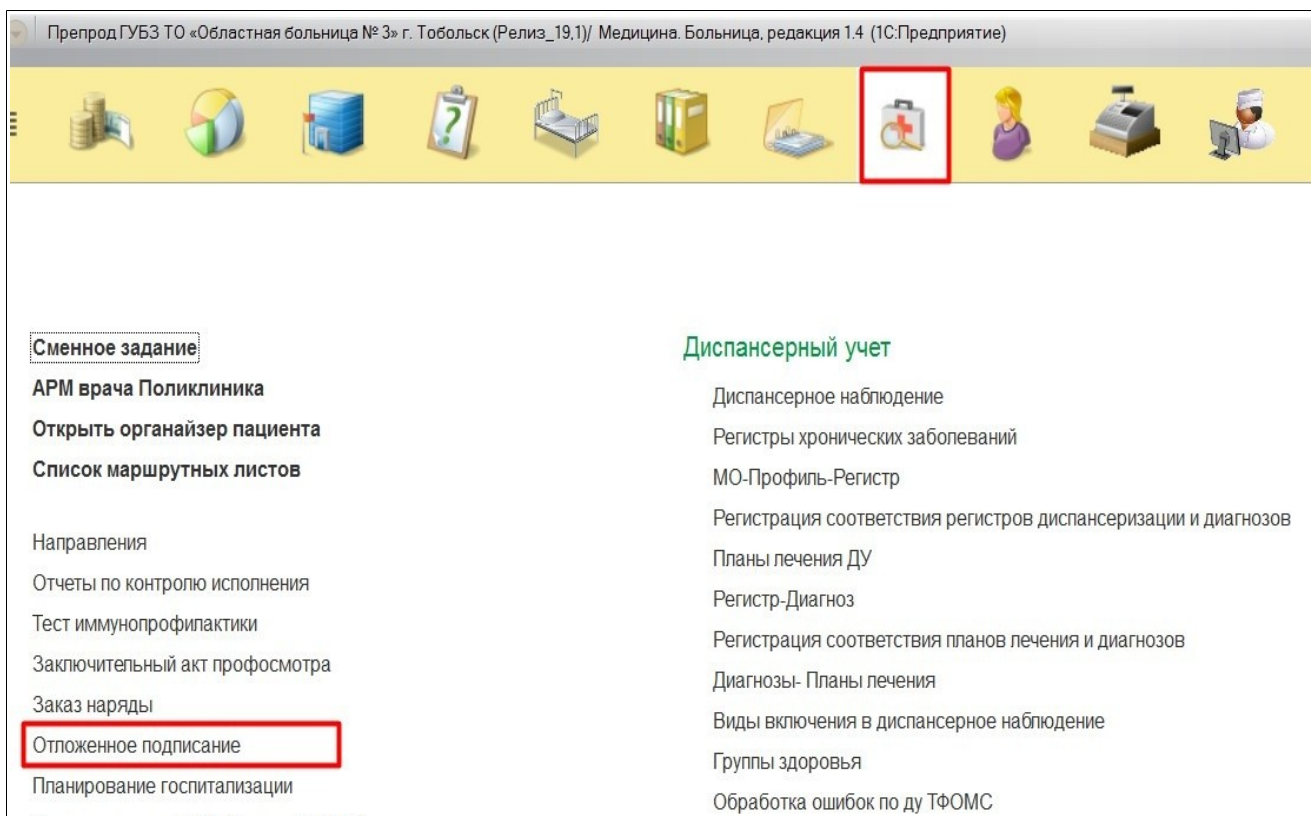 Препрод ГУБЗ ТО «Областная больница № 3» г. Тобольск (Релиз_19,1)/ Медицина. Больница, редакция 1.4 (1С:Предприятие)
Сменное задание
АРМ врача Поликлиника
Открыть органайзер пациента
Список маршрутных листов
Направления
Отчеты по контролю исполнения
Тест иммунопрофилактики
Заключительный акт профосмотра
Заказ наряды
Отложенное подписание
Планирование госпитализации
Диспансерный учет
Диспансерное наблюдение
Регистры хронических заболеваний
МО-Профиль-Регистр
Регистрация соответствия регистров диспансеризации и диагнозов
Планы лечения ДУ
Регистр-Диагноз
Регистрация соответствия планов лечения и диагнозов
Диагнозы- Планы лечения
Виды включения в диспансерное наблюдение
Группы здоровья
Обработка ошибок по ду ТФОМС